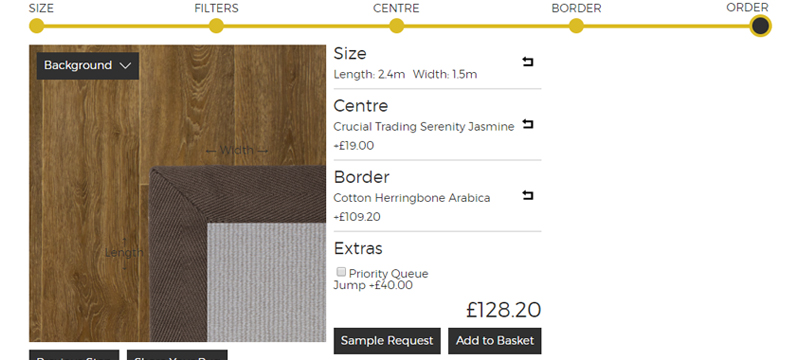 SIZE FILTERS CENTRE BORDER ORDER
Background
← Width →
Length
Size
Length: 2.4m Width: 1.5m
Centre
Crucial Trading Serenity Jasmine
+£19.00
Border
Cotton Herringbone Arabica
+£109.20
Extras
Priority Queue
Jump +£40.00
£128.20
Sample Request Add to Basket